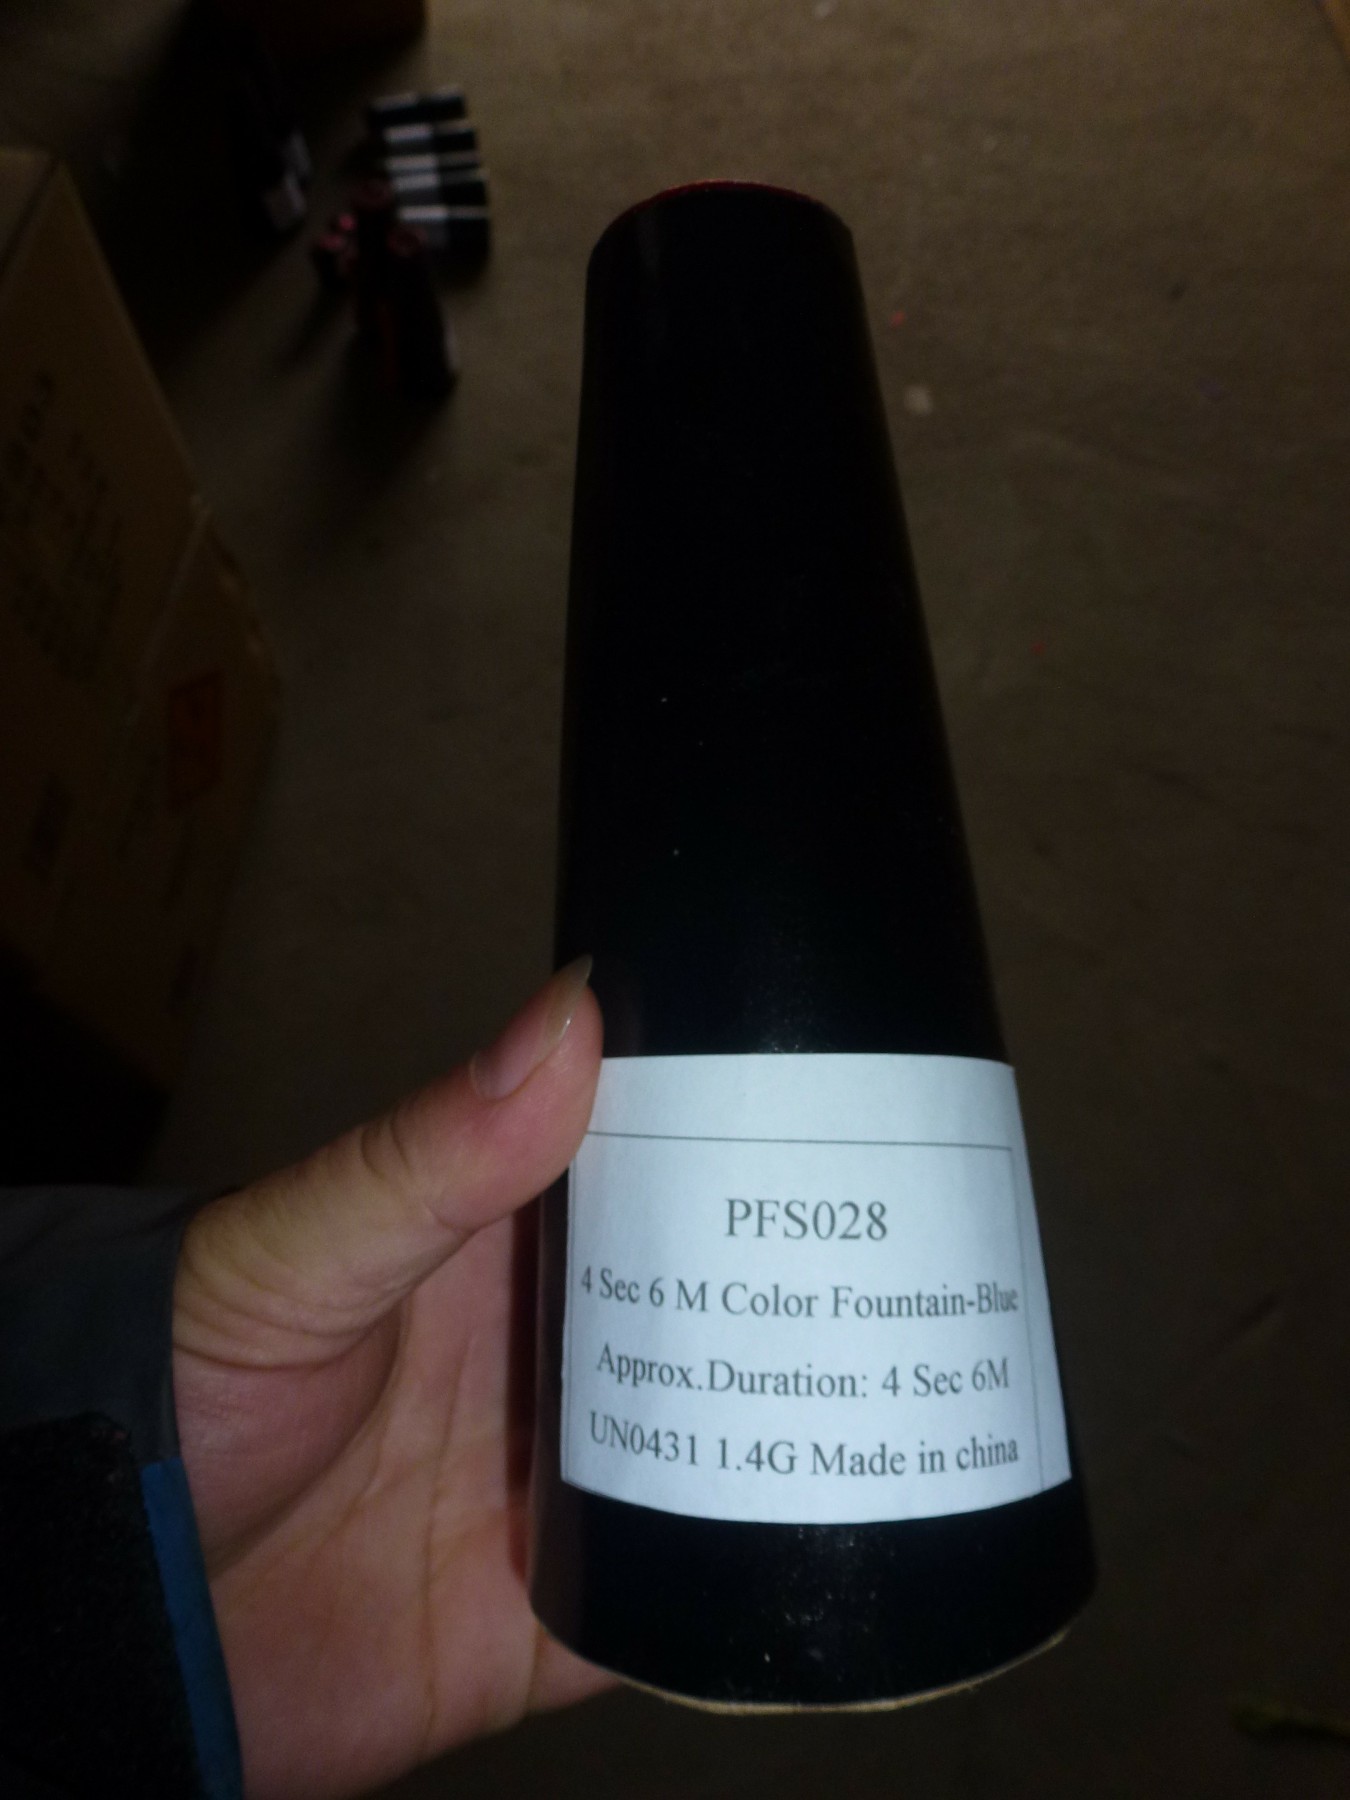 PFS028
4 Sec 6 M Color Fountain-Blue
Approx.Duration: 4 Sec 6M
UN0431 1.4G Made in china